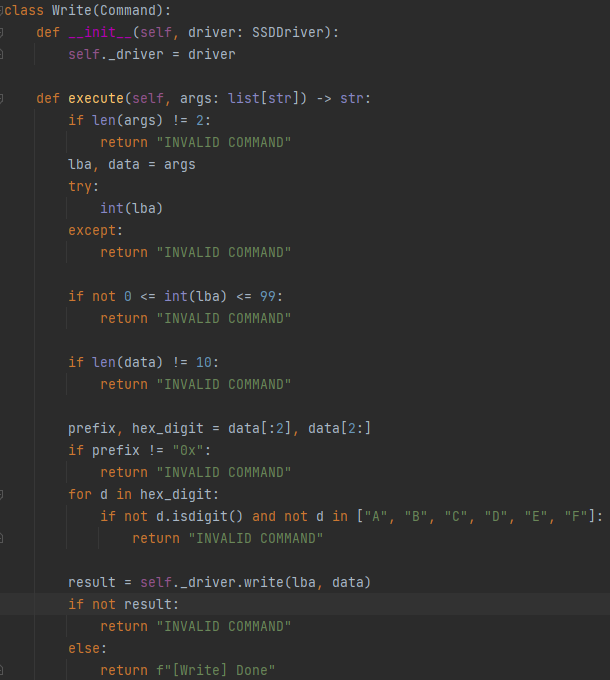 class Write(Command):
    def __init__(self, driver: SSDDriver):
        self._driver = driver

    def execute(self, args: list[str]) -> str:
        if len(args) != 2:
            return "INVALID COMMAND"
        lba, data = args
        try:
            int(lba)
        except:
            return "INVALID COMMAND"

        if not 0 <= int(lba) <= 99:
            return "INVALID COMMAND"

        if len(data) != 10:
            return "INVALID COMMAND"

        prefix, hex_digit = data[:2], data[2:]
        if prefix != "0x":
            return "INVALID COMMAND"
        for d in hex_digit:
            if not d.isdigit() and not d in ["A", "B", "C", "D", "E", "F"]:
                return "INVALID COMMAND"

        result = self._driver.write(lba, data)
        if not result:
            return "INVALID COMMAND"
        else:
            return f"[Write] Done"